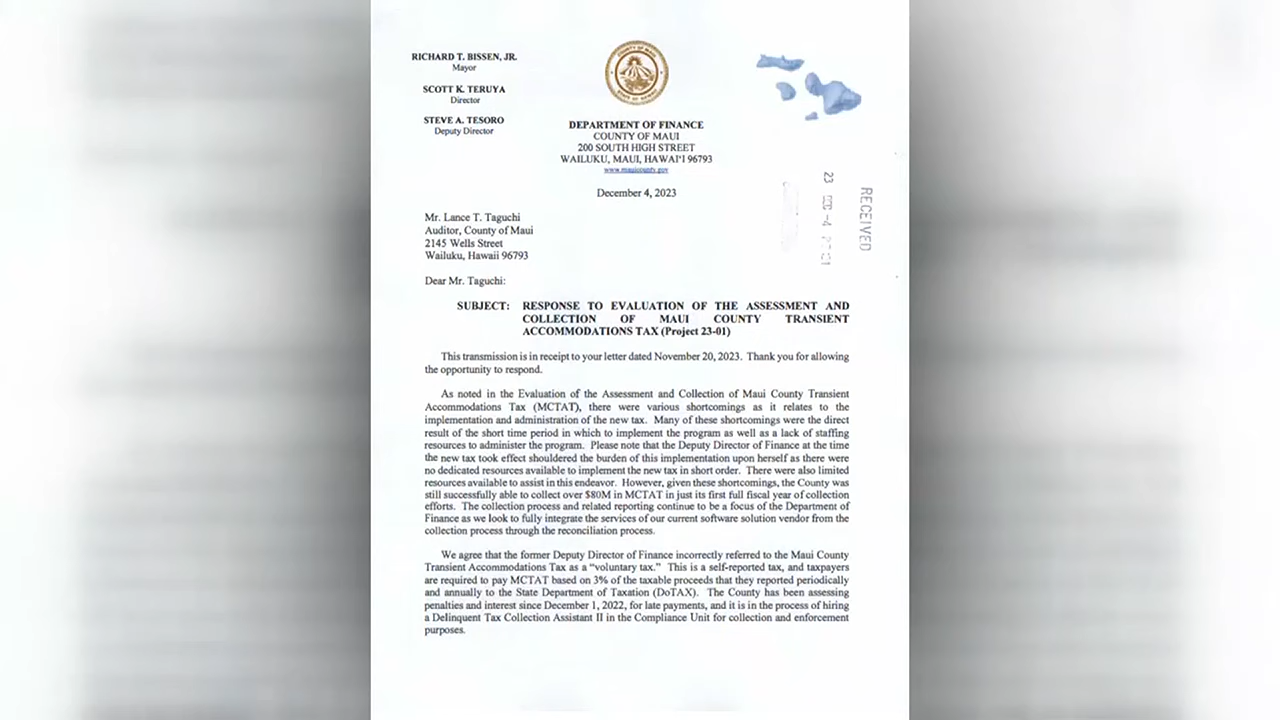 RICHARD T. BISSEN, JR.
Mayor
SCOTT K. TERUYA
Director
STEVE A. TESORO
Deputy Director
COUNTY OF MAUI
DEPARTMENT OF FINANCE
COUNTY OF MAUI
200 SOUTH HIGH STREET
WAILUKU, MAUI, HAWAI'I 96793
www.mauicounty.gov
December 4, 2023
RECEIVED
Mr. Lance T. Taguchi
Auditor, County of Maui
2145 Wells Street
Wailuku, Hawaii 96793
Dear Mr. Taguchi:
SUBJECT: RESPONSE TO EVALUATION OF THE ASSESSMENT AND
COLLECTION OF MAUI COUNTY TRANSIENT
ACCOMMODATIONS TAX (Project 23-01)
This transmission is in receipt to your letter dated November 20, 2023. Thank you for allowing
the opportunity to respond.
As noted in the Evaluation of the Assessment and Collection of Maui County Transient
Accommodations Tax (MCTAT), there were various shortcomings as it relates to the
implementation and administration of the new tax. Many of these shortcomings were the direct
result of the short time period in which to implement the program as well as a lack of staffing
resources to administer the program. Please note that the Deputy Director of Finance at the time
the new tax took effect shouldered the burden of this implementation upon herself as there were
no dedicated resources available to implement the new tax in short order. There were also limited
resources available to assist in this endeavor. However, given these shortcomings, the County was
still successfully able to collect over $80M in MCTAT in just its first full fiscal year of collection
efforts. The collection process and related reporting continue to be a focus of the Department of
Finance as we look to fully integrate the services of our current software solution vendor from the
collection process through the reconciliation process.
We agree that the former Deputy Director of Finance incorrectly referred to the Maui County
Transient Accommodations Tax as a "voluntary tax." This is a self-reported tax, and taxpayers
are required to pay MCTAT based on 3% of the taxable proceeds that they reported periodically
and annually to the State Department of Taxation (DoTAX). The County has been assessing
penalties and interest since December 1, 2022, for late payments, and it is in the process of hiring
a Delinquent Tax Collection Assistant II in the Compliance Unit for collection and enforcement
purposes.